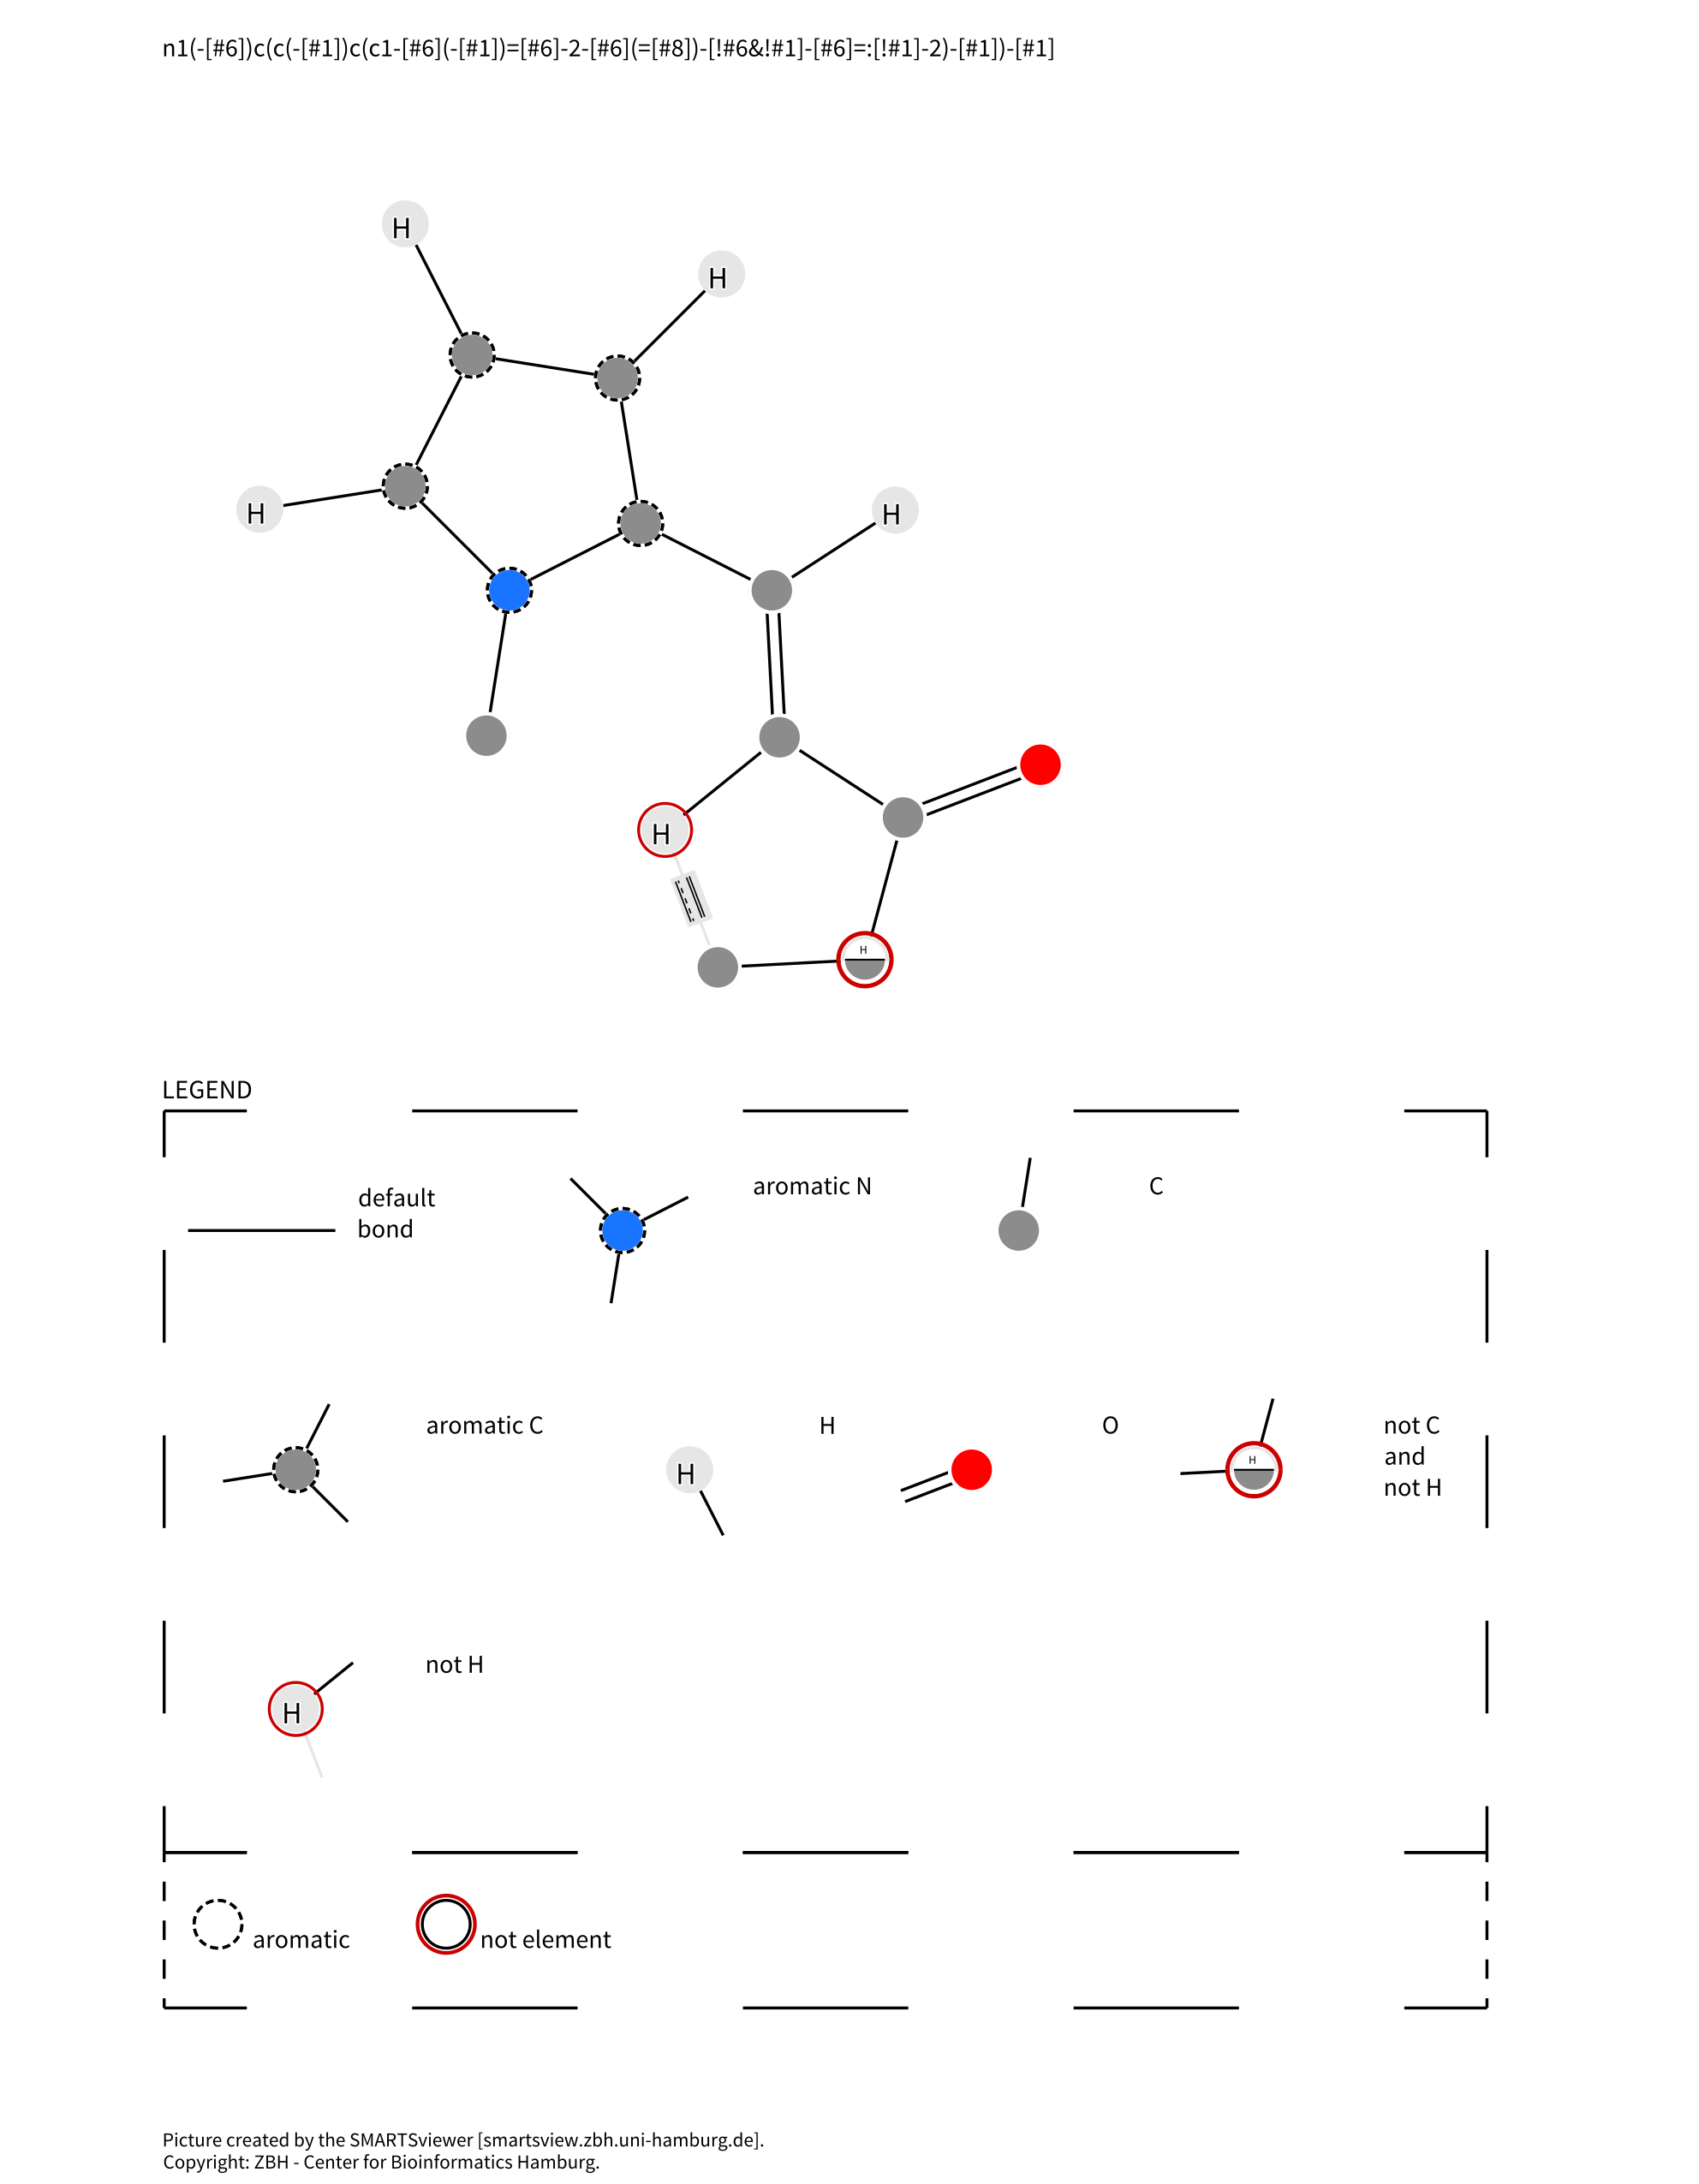 n1(-[#6])c(c(-[#1])c(c1-[#6](-[#1])=[#6]-2-[#6](=[#8])-[!#6&!#1]-[#6]=:[!#1]-2)-[#1])-[#1]
H
H
H
H
H
H
LEGEND
default
bond
aromatic N
C
aromatic C
H
H
O
H
not C
and
not H
H
not H
aromatic
not element
Picture created by the SMARTSviewer [smartsview.zbh.uni-hamburg.de].
Copyright: ZBH - Center for Bioinformatics Hamburg.